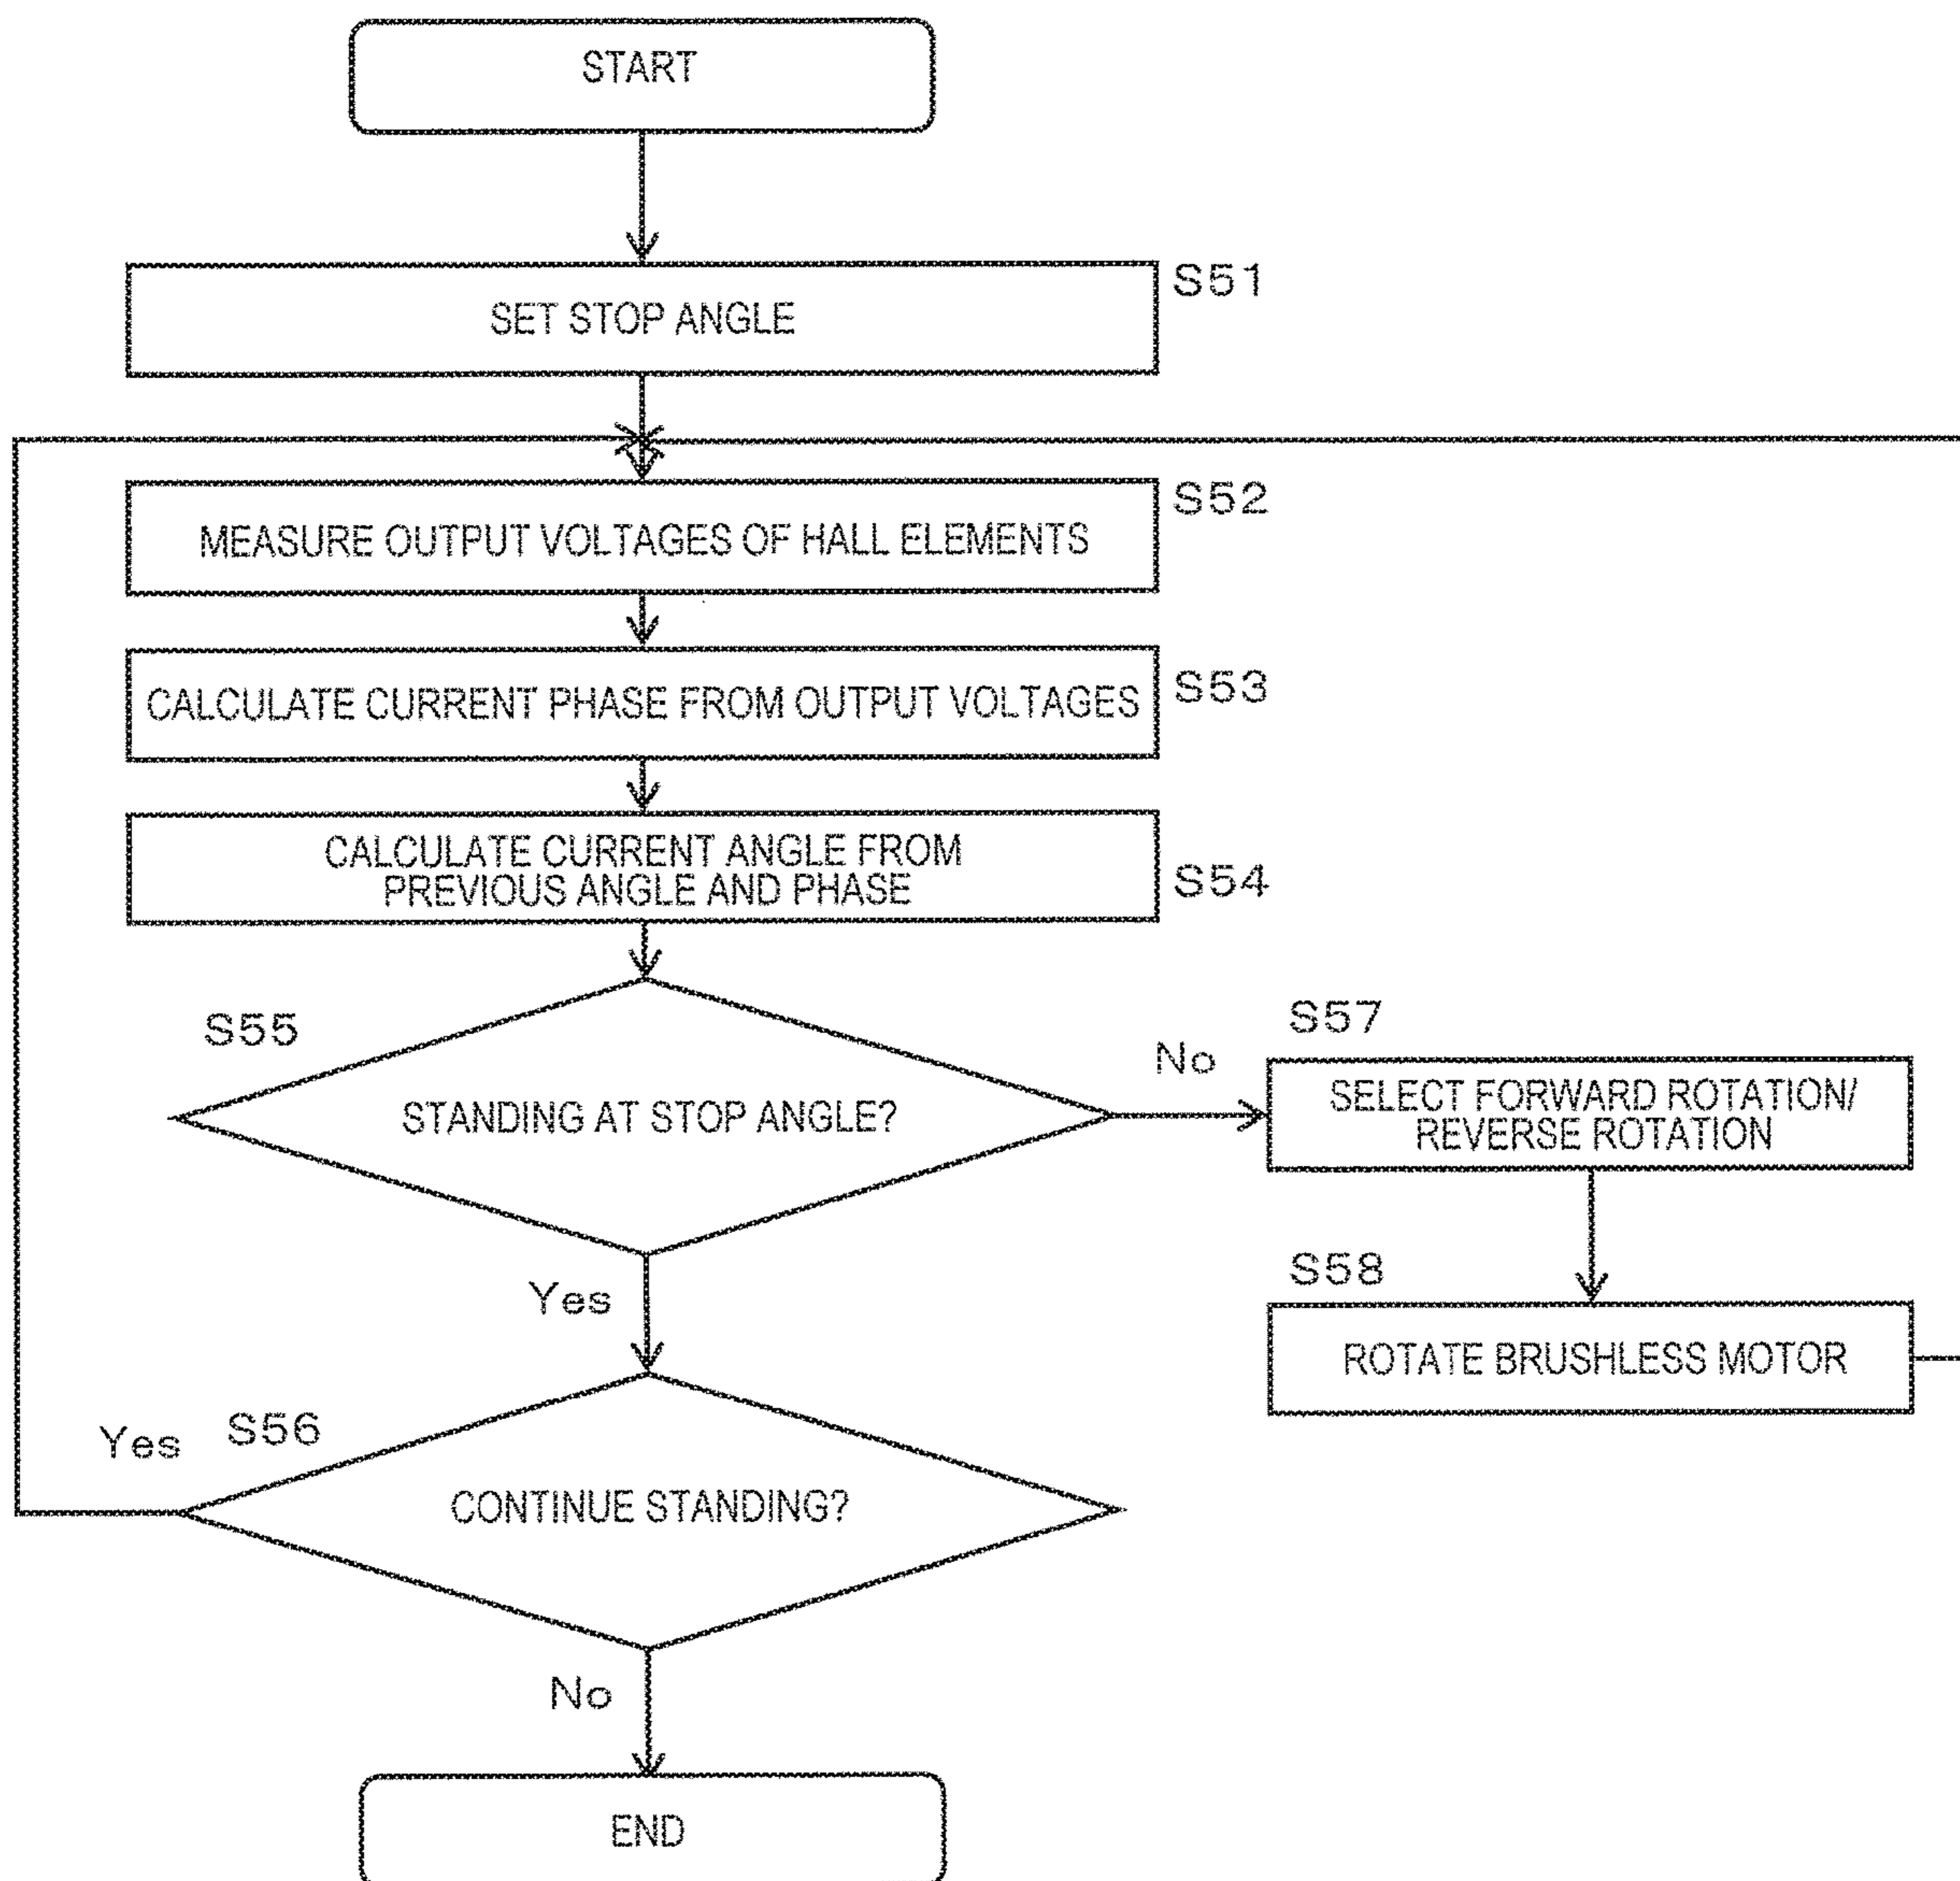 START
SET STOP ANGLE
S51
MEASURE OUTPUT VOLTAGES OF HALL ELEMENTS
S52
CALCULATE CURRENT PHASE FROM OUTPUT VOLTAGES
S53
CALCULATE CURRENT ANGLE FROM
PREVIOUS ANGLE AND PHASE
S54
S55
STANDING AT STOP ANGLE?
No
S57
SELECT FORWARD ROTATION/
REVERSE ROTATION
S58
ROTATE BRUSHLESS MOTOR
Yes
Yes
S56
CONTINUE STANDING?
No
END